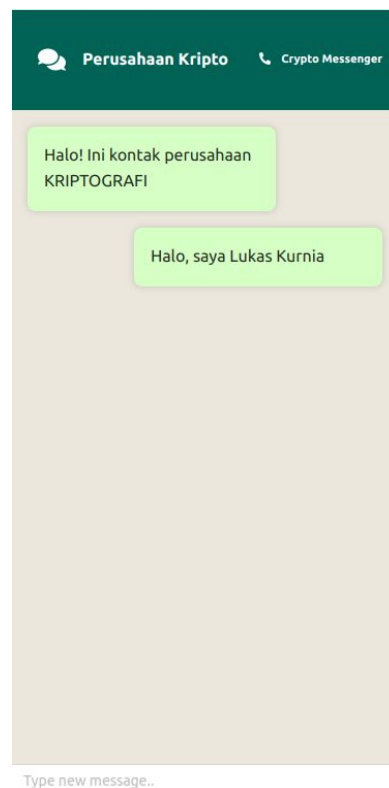 Perusahaan Kripto
Crypto Messenger
Halo! Ini kontak perusahaan
KRIPTOGRAFI
Halo, saya Lukas Kurnia
Type new message..